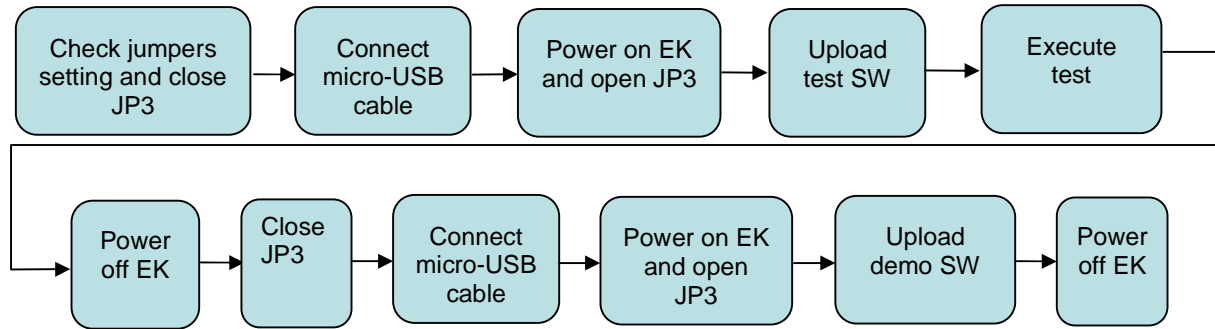 Check jumpers
setting and close
JP3
Connect
micro-USB
cable
Power on EK
and open JP3
Upload
test SW
Execute
test
Power
off EK
Close
JP3
Connect
micro-USB
cable
Power on EK
and open
JP3
Upload
demo SW
Power
off EK